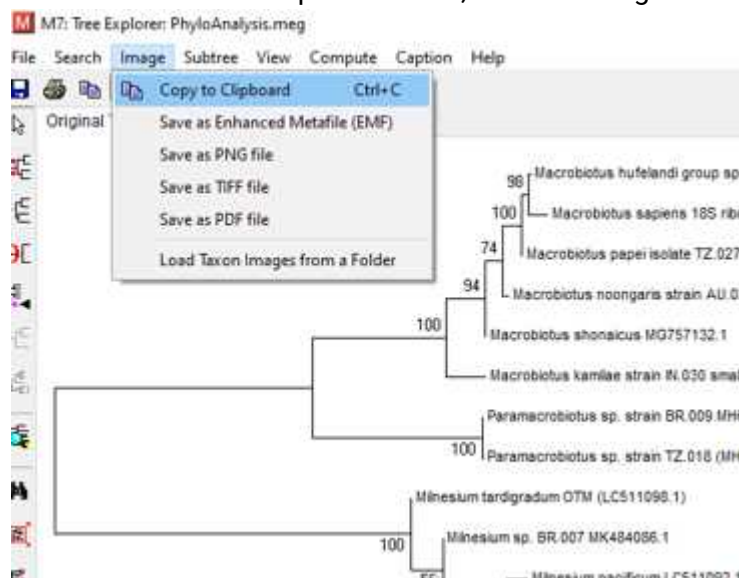 M7: Tree Explorer: PhyloAnalysis.meg
File Search Image Subtree View Compute Caption Help
Copy to Clipboard Ctrl+C
Original
Save as Enhanced Metafile (EMF)
Save as PNG file
Save as TIFF file
Save as PDF file
Load Taxon Images from a Folder
98 Macrobiotus hufelandi group sp
100 Macrobiotus sapiens 18S ribo
74 Macrobiotus papei isolate TZ.027
94 Macrobiotus noongaris strain AU.0
100 Macrobiotus shonaicus MG757132.1
Macrobiotus kamilae strain IN.030 smal
Paramacrobiotus sp. strain BR.009 MH
100 Paramacrobiotus sp. strain TZ.018 (MH
Milnesium tardigradum OTM (LC511098.1)
100 Milnesium sp. BR.007 MK484086.1